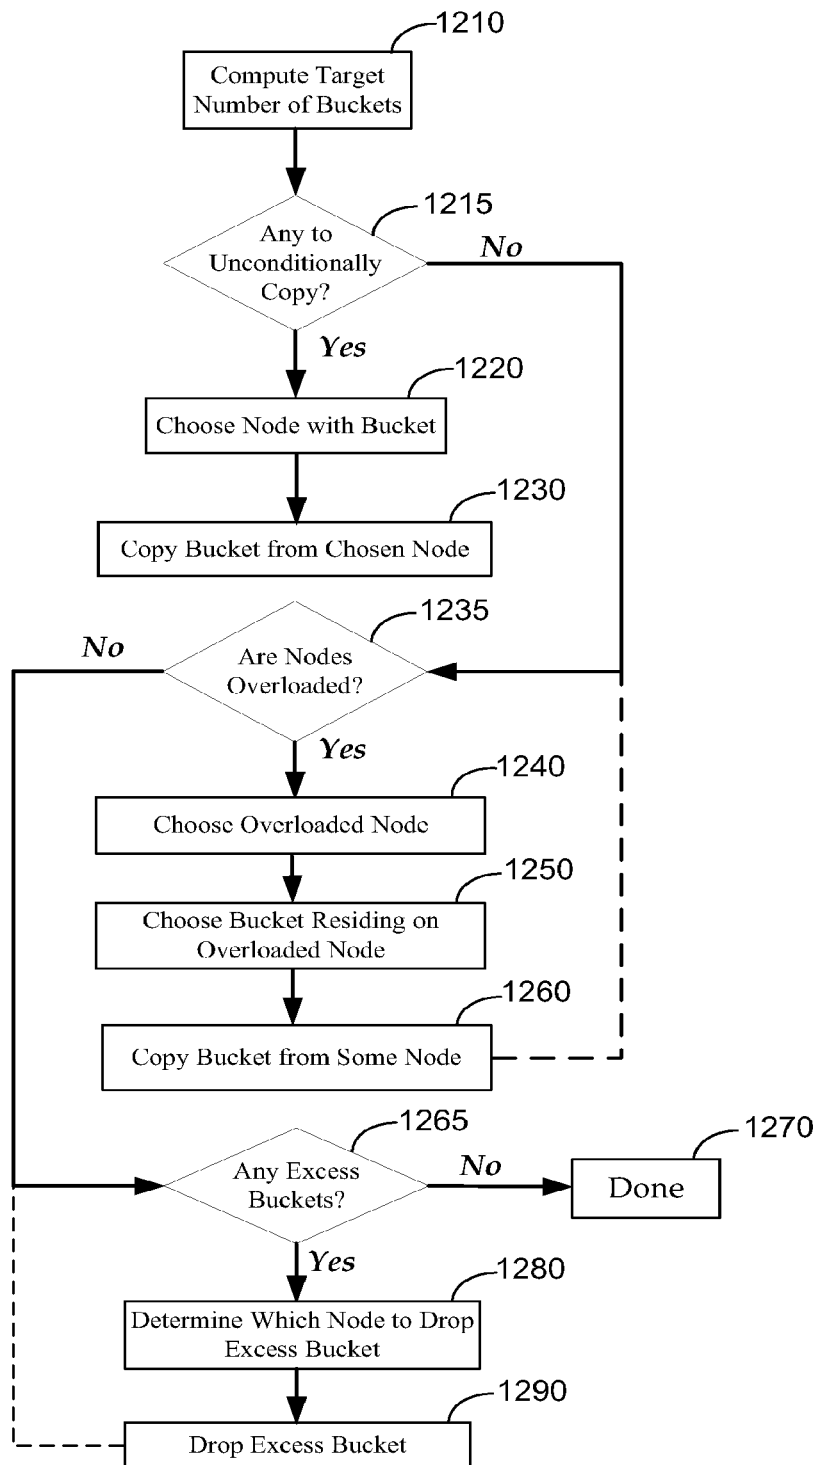 1210
Compute Target
Number of Buckets
1215
Any to
Unconditionally
Copy?
No
Yes
1220
Choose Node with Bucket
1230
Copy Bucket from Chosen Node
1235
No
Are Nodes
Overloaded?
Yes
1240
Choose Overloaded Node
1250
Choose Bucket Residing on
Overloaded Node
1260
Copy Bucket from Some Node
1265
Any Excess
Buckets?
No
1270
Done
Yes
1280
Determine Which Node to Drop
Excess Bucket
1290
Drop Excess Bucket